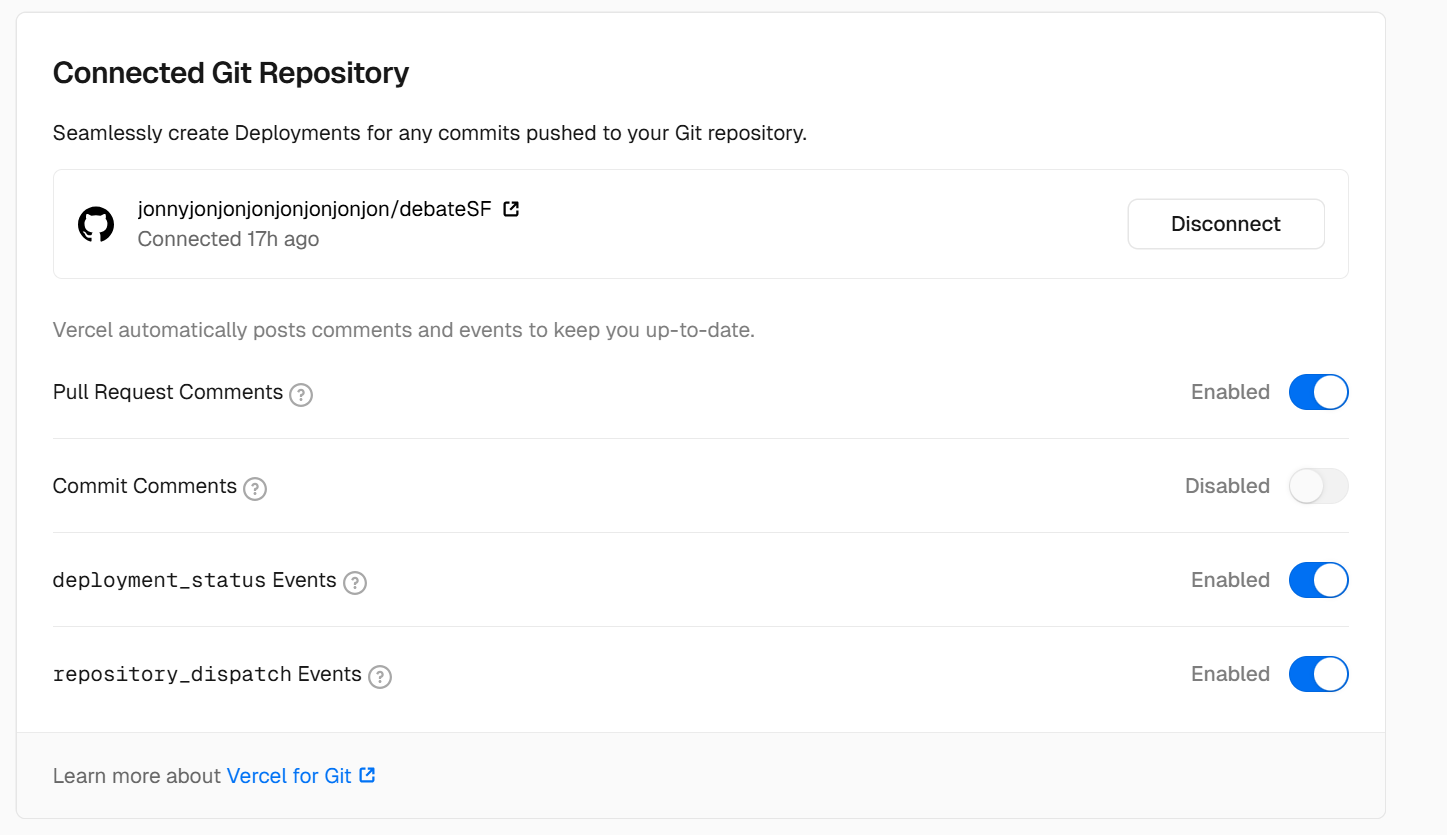 Connected Git Repository
Seamlessly create Deployments for any commits pushed to your Git repository.
jonnyjonjonjonjonjonjonjon/debateSF
Connected 17h ago
Disconnect
Vercel automatically posts comments and events to keep you up-to-date.
Pull Request Comments ?
Enabled
Commit Comments ?
Disabled
deployment_status Events ?
Enabled
repository_dispatch Events ?
Enabled
Learn more about Vercel for Git